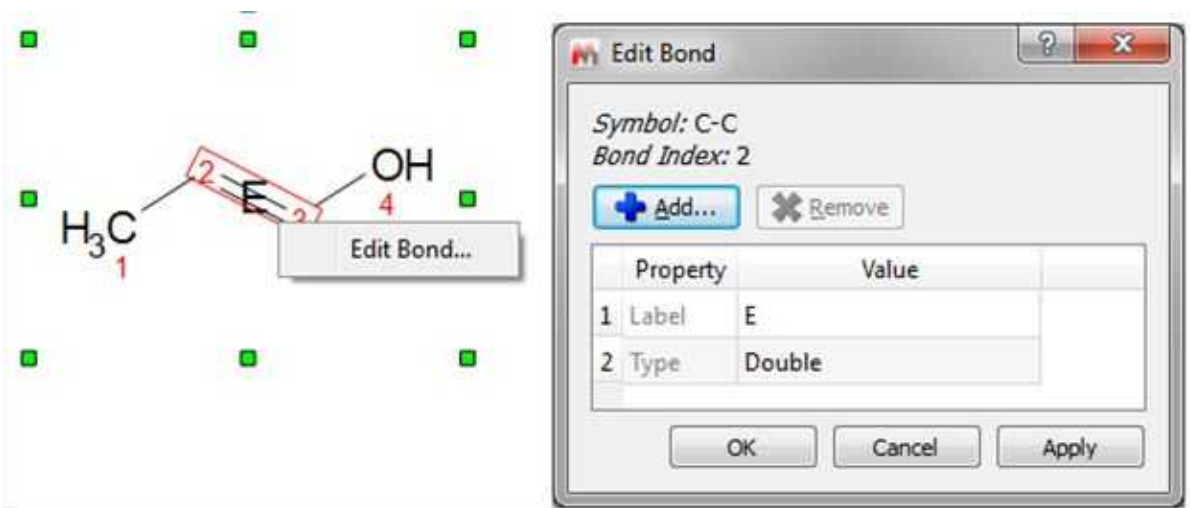 2
E
3
OH
4
H3C
1
Edit Bond...
Edit Bond
Symbol: C-C
Bond Index: 2
Add...
Remove
Property Value
1 Label E
2 Type Double
OK Cancel Apply